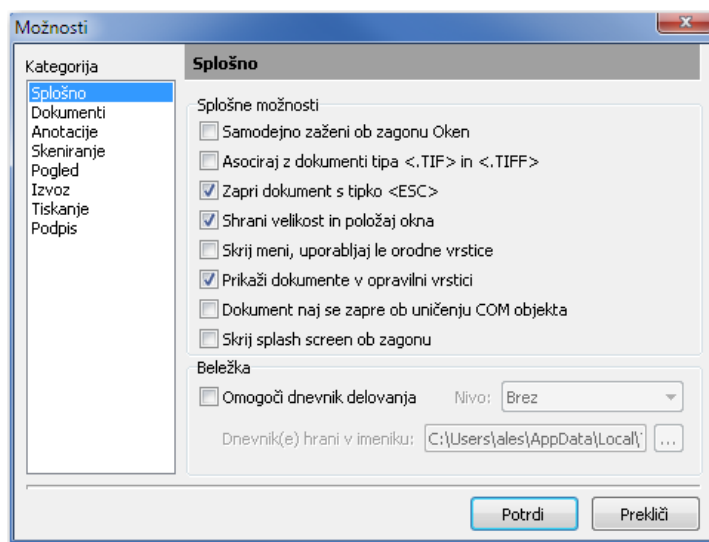 Možnosti
Kategorija
Splošno
Dokumenti
Anotacije
Skeniranje
Pogled
Izvoz
Tiskanje
Podpis
Splošno
Splošne možnosti
Samodejno zaženi ob zagonu Oken
Asociraj z dokumenti tipa <.TIF> in <.TIFF>
Zapri dokument s tipko <ESC>
Shrani velikost in položaj okna
Skrij meni, uporabljaj le orodne vrstice
Prikaži dokumente v opravilni vrstici
Dokument naj se zapre ob uničenju COM objekta
Skrij splash screen ob zagonu
Beležka
Omogoči dnevnik delovanja Nivo: Brez
Dnevnik(e) hrani v imeniku: C:\Users\ales\AppData\Local\ ...
Potrdi Prekliči